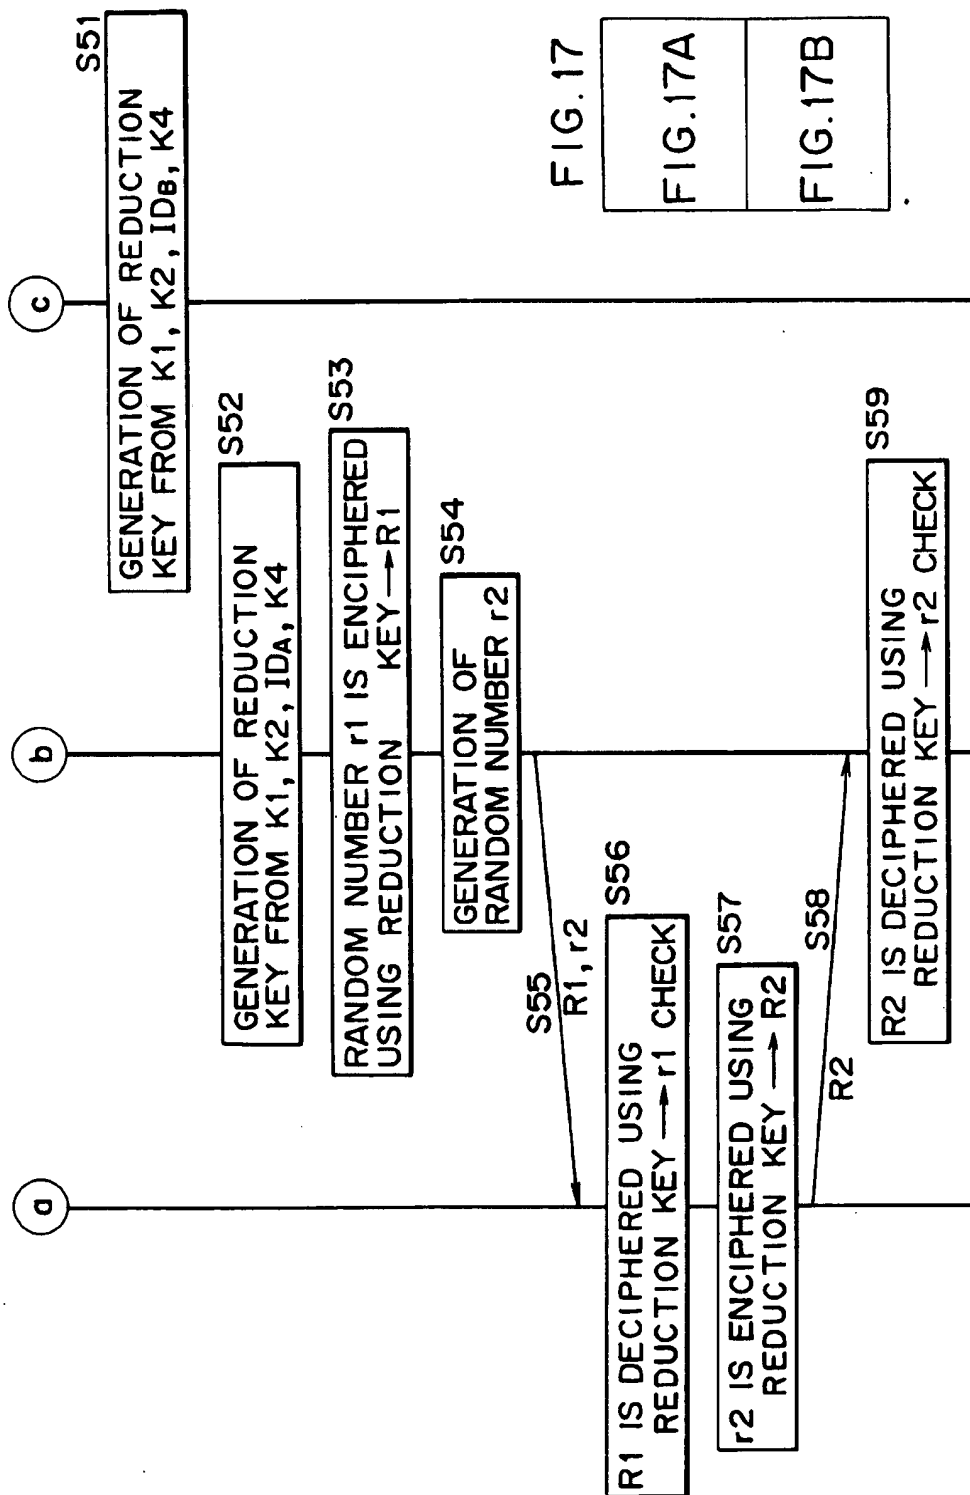 a
b
c
S51
GENERATION OF REDUCTION
KEY FROM K1, K2, IDB, K4
S52
GENERATION OF REDUCTION
KEY FROM K1, K2, IDA, K4
S53
RANDOM NUMBER r1 IS ENCIPHERED
USING REDUCTION KEY → R1
S54
GENERATION OF
RANDOM NUMBER r2
S55
R1, r2
S56
R1 IS DECIPHERED USING
REDUCTION KEY → r1 CHECK
S57
r2 IS ENCIPHERED USING
REDUCTION KEY → R2
S58
R2
S59
R2 IS DECIPHERED USING
REDUCTION KEY → r2 CHECK
FIG.17
FIG.17A
FIG.17B